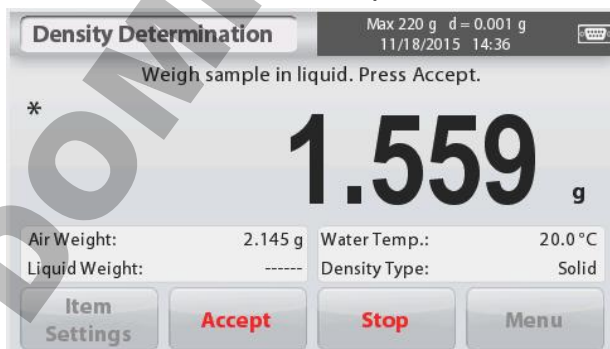 Density Determination
Max 220 g d = 0.001 g
11/18/2015 14:36
Weigh sample in liquid. Press Accept.
*
1.559 g
Air Weight: 2.145 g Water Temp.: 20.0 °C
Liquid Weight: ------ Density Type: Solid
Item Settings Accept Stop Menu